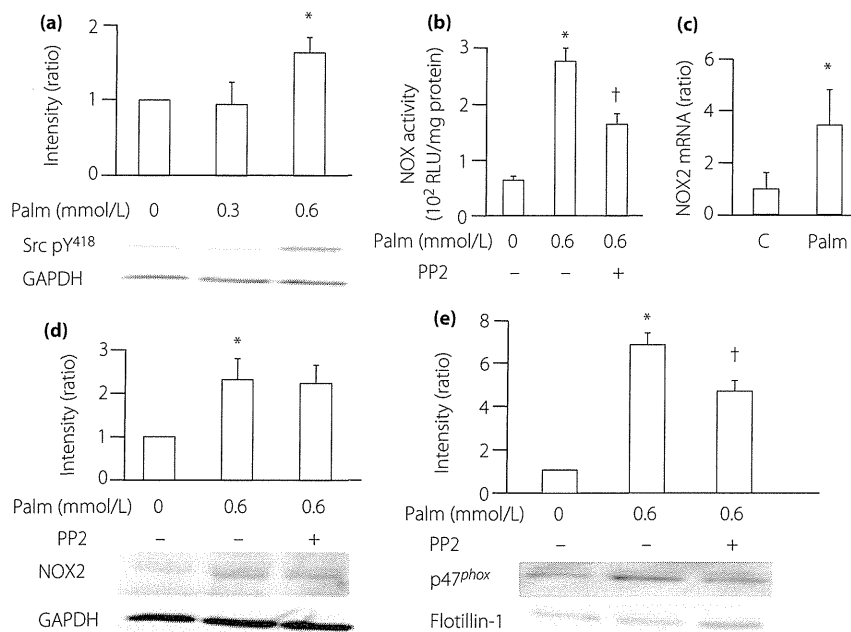 (a)
Intensity (ratio)
2
1
0
*
Palm (mmol/L) 0 0.3 0.6
Src pY418
GAPDH
(b)
NOX activity
(10² RLU/mg protein)
3
2
1
0
*
†
Palm (mmol/L) 0 0.6 0.6
PP2 – – +
(c)
NOX2 mRNA (ratio)
6
4
2
0
*
C Palm
(d)
Intensity (ratio)
3
2
1
0
*
Palm (mmol/L) 0 0.6 0.6
PP2 – – +
NOX2
GAPDH
(e)
Intensity (ratio)
8
6
4
2
0
*
†
Palm (mmol/L) 0 0.6 0.6
PP2 – – +
p47phox
Flotillin-1